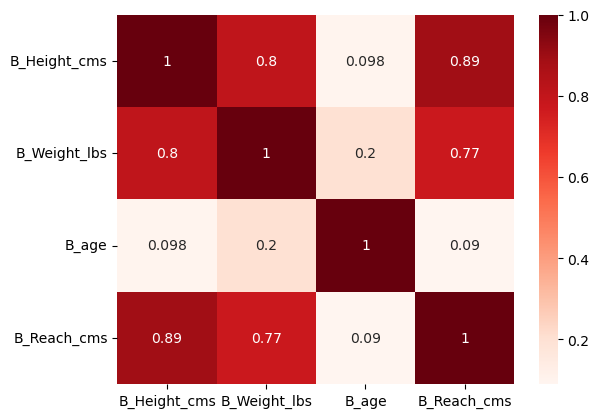 B_Height_cms 1 0.8 0.098 0.89
B_Weight_lbs 0.8 1 0.2 0.77
B_age 0.098 0.2 1 0.09
B_Reach_cms 0.89 0.77 0.09 1
B_Height_cms B_Weight_lbs B_age B_Reach_cms
1.0
0.8
0.6
0.4
0.2